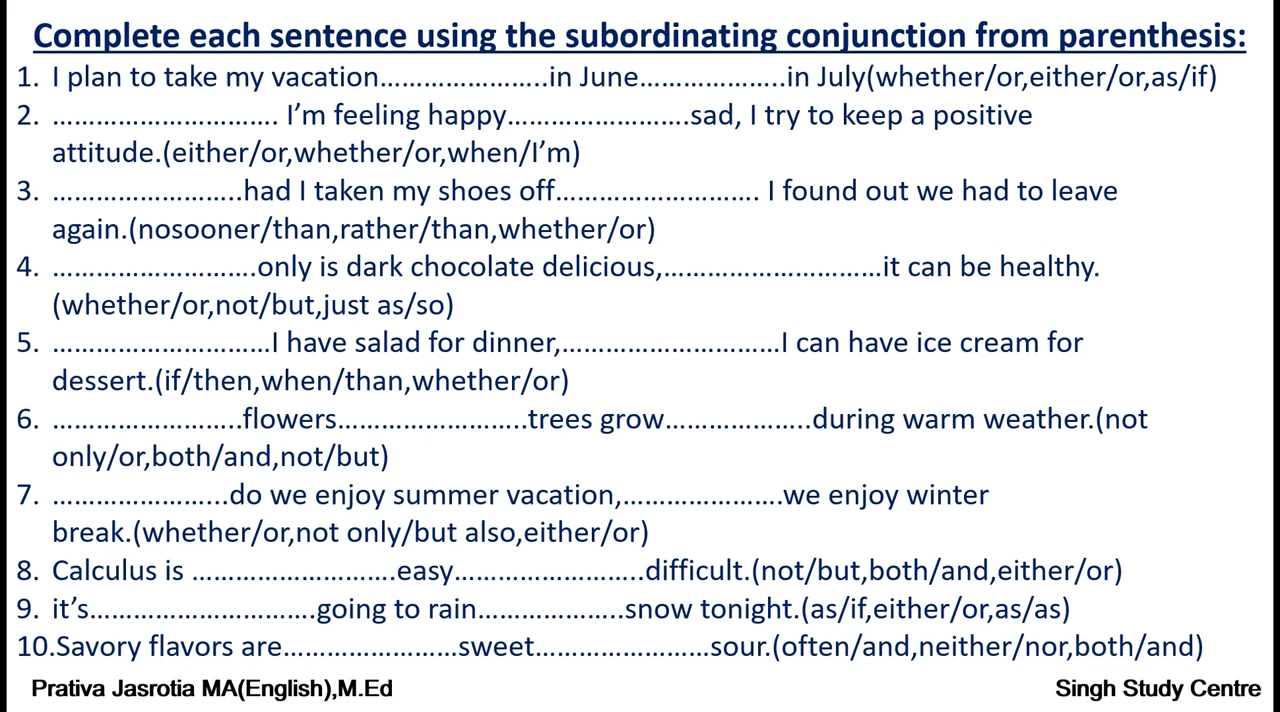 Complete each sentence using the subordinating conjunction from parenthesis:
1. I plan to take my vacation……………………in June………………….in July(whether/or,either/or,as/if)
2. …………………………. I’m feeling happy…………………….sad, I try to keep a positive
attitude.(either/or,whether/or,when/I’m)
3. ……………………..had I taken my shoes off………………………. I found out we had to leave
again.(nosooner/than,rather/than,whether/or)
4. ……………………….only is dark chocolate delicious,…………………………it can be healthy.
(whether/or,not/but,just as/so)
5. …………………………I have salad for dinner,…………………………I can have ice cream for
dessert.(if/then,when/than,whether/or)
6. ……………………..flowers……………………..trees grow………………..during warm weather.(not
only/or,both/and,not/but)
7. ……………………do we enjoy summer vacation,………………….we enjoy winter
break.(whether/or,not only/but also,either/or)
8. Calculus is ……………………….easy……………………..difficult.(not/but,both/and,either/or)
9. it’s………………………….going to rain………………..snow tonight.(as/if,either/or,as/as)
10.Savory flavors are……………………sweet……………………sour.(often/and,neither/nor,both/and)
Prativa Jasrotia MA(English),M.Ed
Singh Study Centre